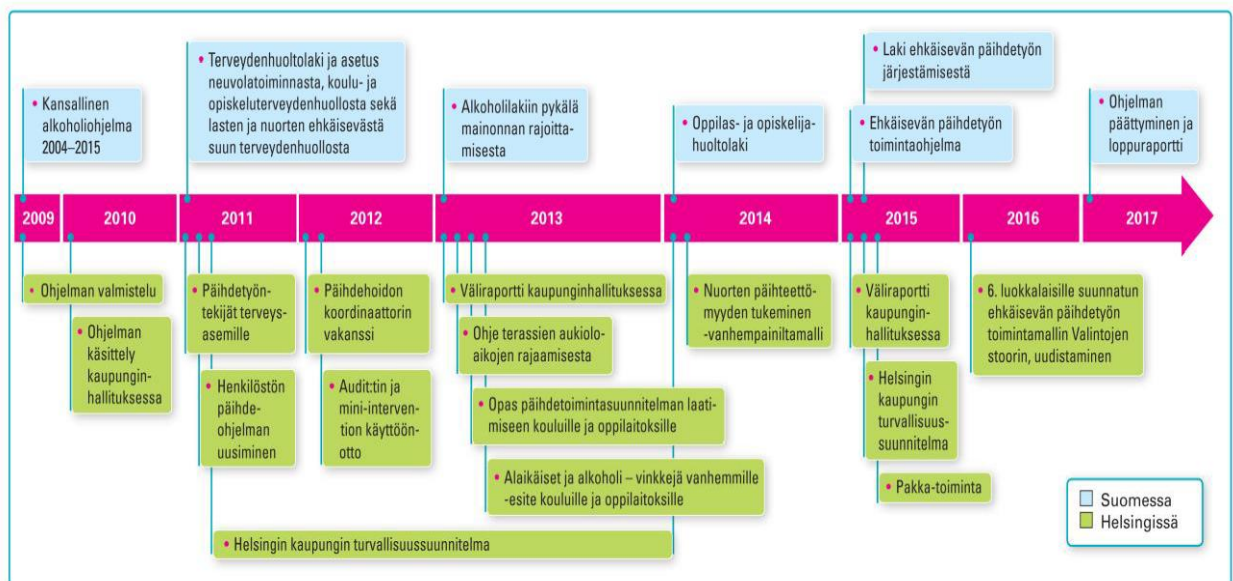 • Kansallinen
alkoholiohjelma
2004–2015
• Terveydenhuoltolaki ja asetus
neuvolatoiminnasta, koulu- ja
opiskeluterveydenhuollosta sekä
lasten ja nuorten ehkäisevästä
suun terveydenhuollosta
• Alkoholilakiin pykälä
mainonnan rajoitta-
misesta
• Oppilas- ja opiskelija-
huoltolaki
• Laki ehkäisevän päihdetyön
järjestämisestä
• Ehkäisevän päihdetyön
toimintaohjelma
• Ohjelman
päättyminen ja
loppuraportti
2009 2010 2011 2012 2013 2014 2015 2016 2017
• Ohjelman valmistelu
• Ohjelman
käsittely
kaupungin-
hallituksessa
• Päihdetyön-
tekijät terveys-
asemille
• Henkilöstön
päihde-
ohjelman
uusiminen
• Päihdehoidon
koordinaattorin
vakanssi
• Audit:tin ja
mini-interven-
tion käyttöön-
otto
• Väliraportti kaupunginhallituksessa
• Ohje terassien aukiolo-
aikojen rajaamisesta
• Opas päihdetoimintasuunnitelman laati-
miseen kouluille ja oppilaitoksille
• Alaikäiset ja alkoholi – vinkkejä vanhemmille
-esite kouluille ja oppilaitoksille
• Helsingin kaupungin turvallisuussuunnitelma
• Nuorten päihteettö-
myyden tukeminen
-vanhempainiltamalli
• Väliraportti
kaupungin-
hallituksessa
• Helsingin
kaupungin
turvallisuus-
suunnitelma
• Pakka-toiminta
• 6. luokkalaisille suunnatun
ehkäisevän päihdetyön
toimintamallin Valintojen
stoorin, uudistaminen
Suomessa
Helsingissä